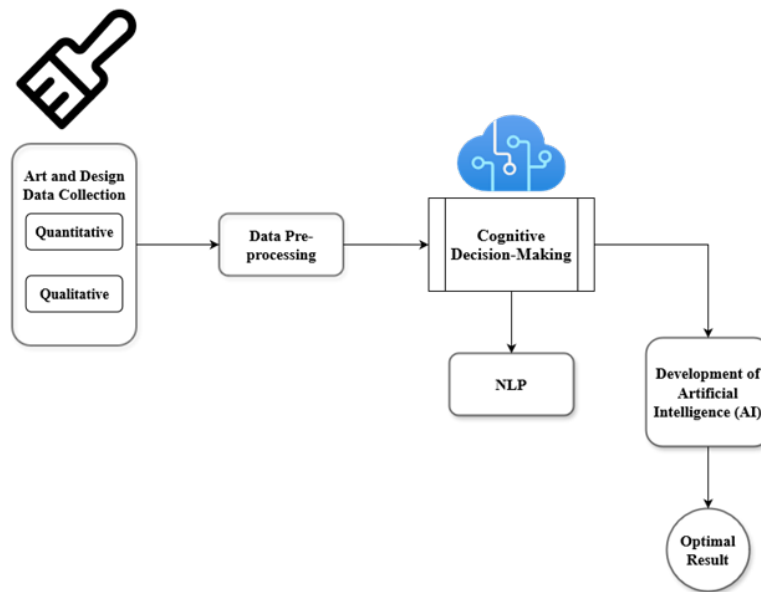 Art and Design
Data Collection
Quantitative
Qualitative
Data Pre-
processing
Cognitive
Decision-Making
NLP
Development of
Artificial
Intelligence (AI)
Optimal
Result